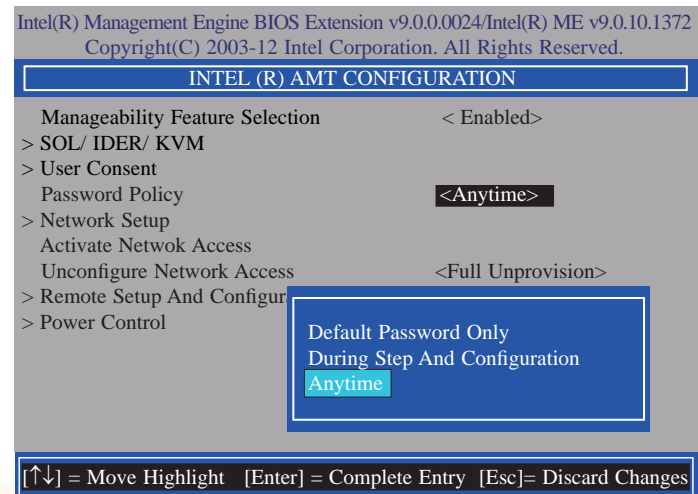 Intel(R) Management Engine BIOS Extension v9.0.0.0024/Intel(R) ME v9.0.10.1372
Copyright(C) 2003-12 Intel Corporation. All Rights Reserved.
INTEL (R) AMT CONFIGURATION
Manageability Feature Selection < Enabled>
> SOL/ IDER/ KVM
> User Consent
Password Policy <Anytime>
> Network Setup
Activate Netwok Access
Unconfigure Network Access <Full Unprovision>
> Remote Setup And Configur
> Power Control
Default Password Only
During Step And Configuration
Anytime
[↑↓] = Move Highlight [Enter] = Complete Entry [Esc]= Discard Changes